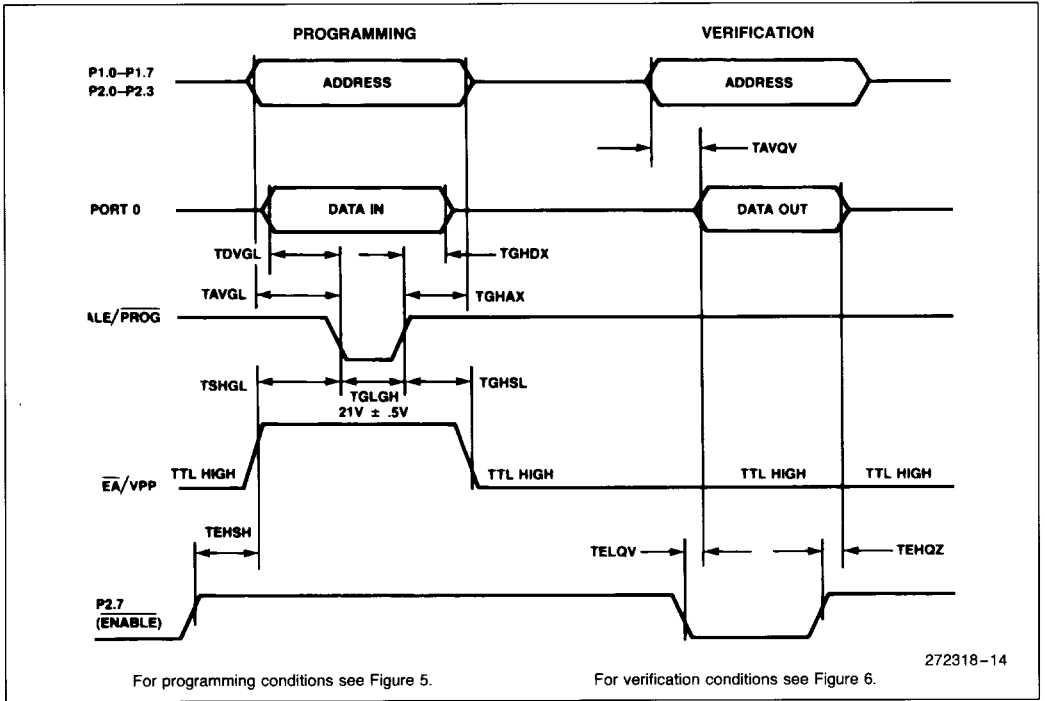 PROGRAMMING VERIFICATION
P1.0–P1.7
P2.0–P2.3
ADDRESS ADDRESS
TAVQV
PORT 0 DATA IN DATA OUT
TDVGL TGHDX
TAVGL TGHAX
ALE/PROG
TSHGL TGHSL
TGLGH
21V ± .5V
EA/VPP TTL HIGH TTL HIGH TTL HIGH TTL HIGH
TEHSH TELQV TEHQZ
P2.7
(ENABLE)
272318–14
For programming conditions see Figure 5. For verification conditions see Figure 6.